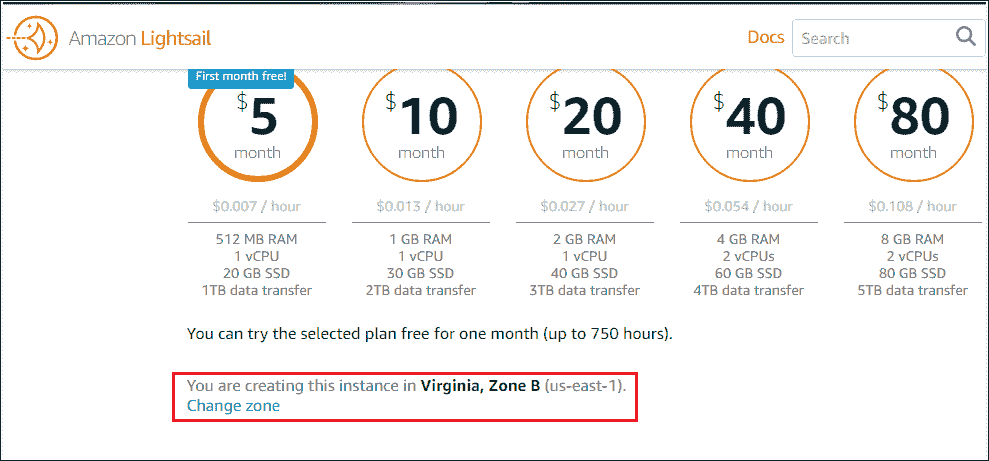 Amazon Lightsail
Docs
Search
First month free!
$5 $10 $20 $40 $80
month month month month month
$0.007 / hour $0.013 / hour $0.027 / hour $0.054 / hour $0.108 / hour
512 MB RAM 1 GB RAM 2 GB RAM 4 GB RAM 8 GB RAM
1 vCPU 1 vCPU 1 vCPU 2 vCPUs 2 vCPUs
20 GB SSD 30 GB SSD 40 GB SSD 60 GB SSD 80 GB SSD
1TB data transfer 2TB data transfer 3TB data transfer 4TB data transfer 5TB data transfer
You can try the selected plan free for one month (up to 750 hours).
You are creating this instance in Virginia, Zone B (us-east-1).
Change zone